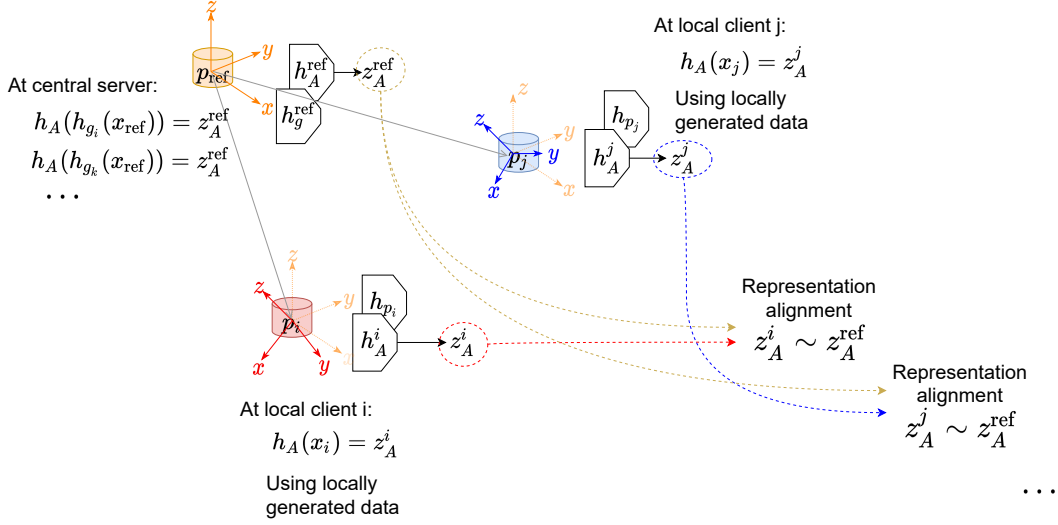 At central server:
h_A(h_{g_i}(x_ref)) = z_A^ref
h_A(h_{g_k}(x_ref)) = z_A^ref
...
z
y
x
p_ref
h_A^ref
z_A^ref
h_g^ref
At local client j:
h_A(x_j) = z_A^j
Using locally
generated data
z
y
x
z
y
x
p_j
h_{p_j}
h_A^j
z_A^j
z
y
x
z
y
x
p_i
h_{p_i}
h_A^i
z_A^i
At local client i:
h_A(x_i) = z_A^i
Using locally
generated data
Representation
alignment
z_A^i ∼ z_A^ref
Representation
alignment
z_A^j ∼ z_A^ref
...